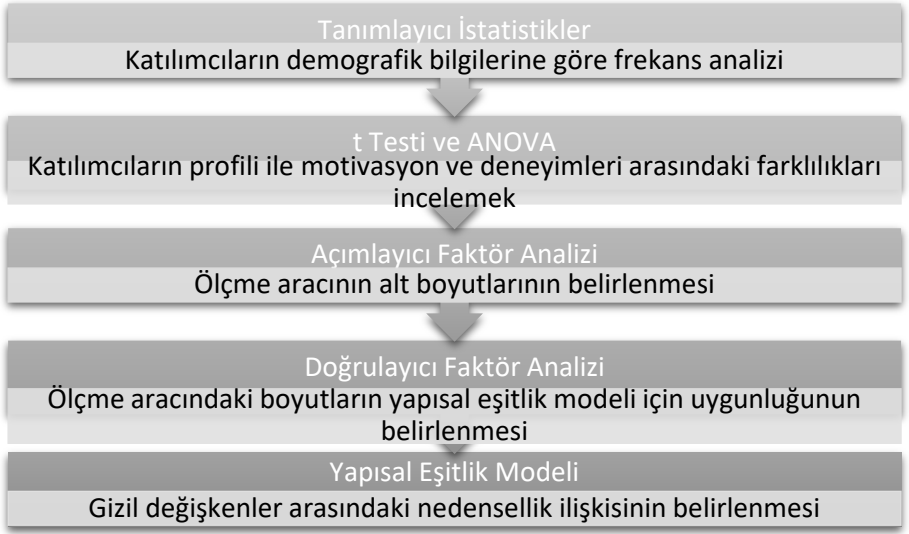 Tanımlayıcı İstatistikler
Katılımcıların demografik bilgilerine göre frekans analizi
t Testi ve ANOVA
Katılımcıların profili ile motivasyon ve deneyimleri arasındaki farklılıkları
incelemek
Açımlayıcı Faktör Analizi
Ölçme aracının alt boyutlarının belirlenmesi
Doğrulayıcı Faktör Analizi
Ölçme aracındaki boyutların yapısal eşitlik modeli için uygunluğunun
belirlenmesi
Yapısal Eşitlik Modeli
Gizil değişkenler arasındaki nedensellik ilişkisinin belirlenmesi